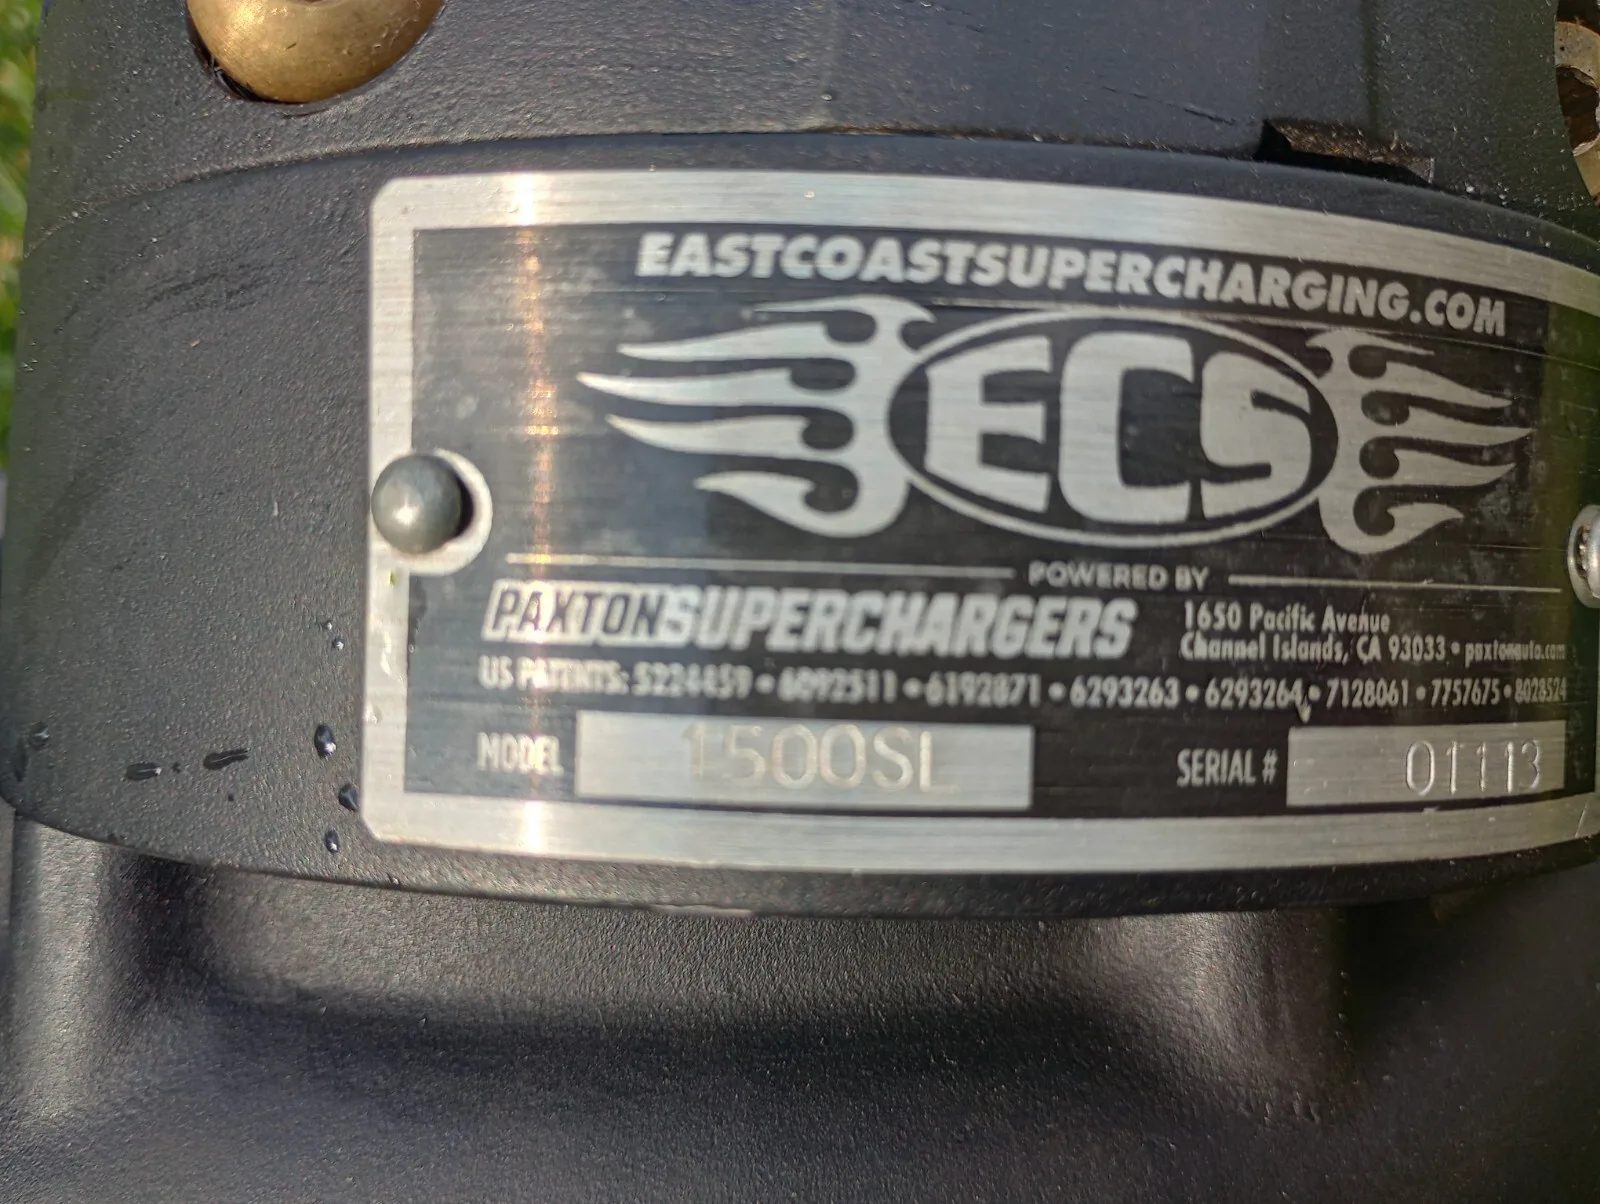 EASTCOASTSUPERCHARGING.COM
ECS
POWERED BY
PAXTONSUPERCHARGERS
1650 Pacific Avenue
Channel Islands, CA 93033 • paxtonauto.com
US PATENTS: 5224459 • 6092511 • 6192871 • 6293263 • 6293264 • 7128061 • 7757675 • 8028524
MODEL 1500SL
SERIAL # 01113